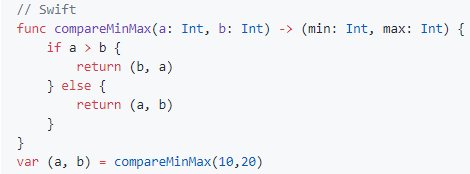 // Swift
func compareMinMax(a: Int, b: Int) -> (min: Int, max: Int) {
    if a > b {
        return (b, a)
    } else {
        return (a, b)
    }
}
var (a, b) = compareMinMax(10,20)